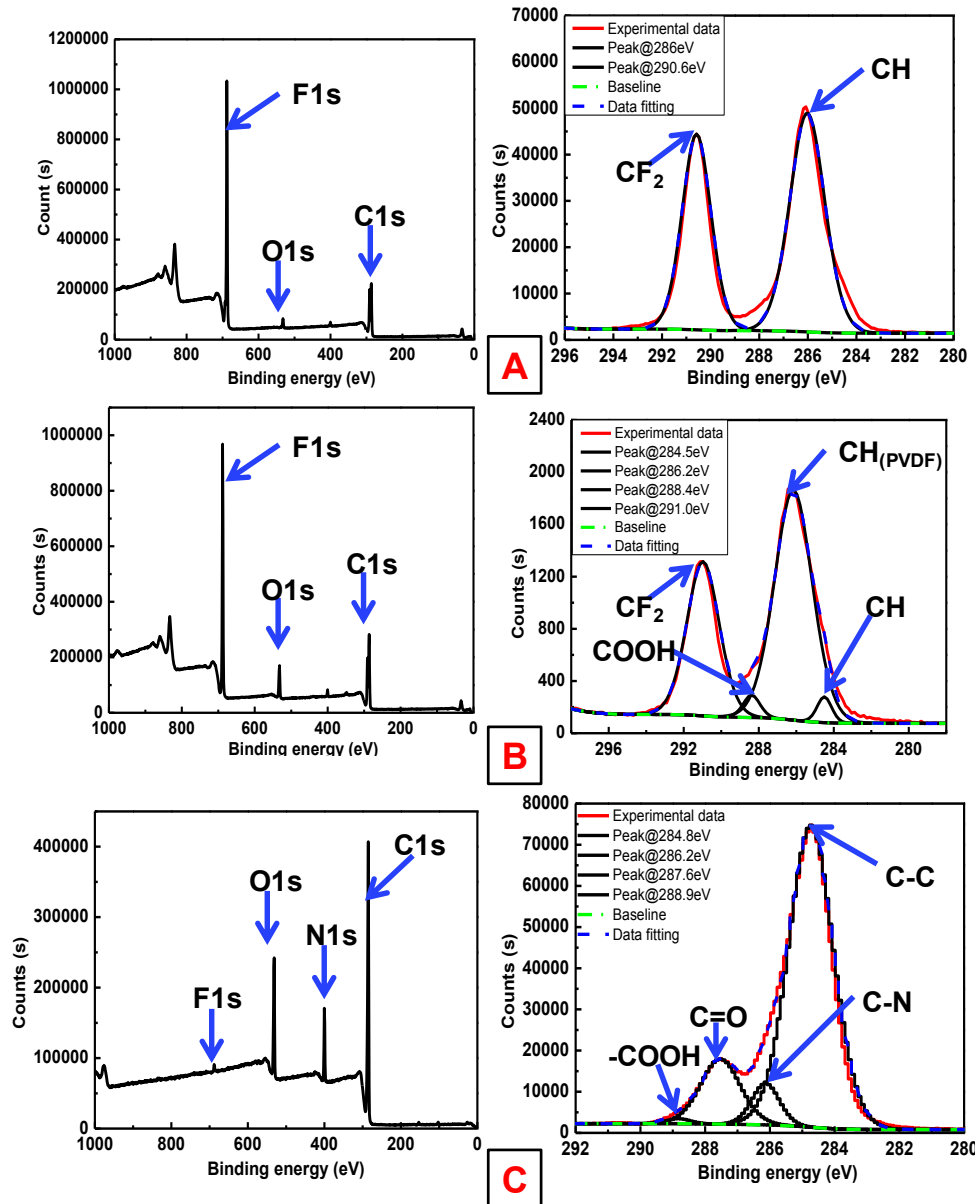 1200000
1000000
800000
600000
400000
200000
0
Count (s)
F1s
O1s
C1s
1000 800 600 400 200 0
Binding energy (eV)
70000
60000
50000
40000
30000
20000
10000
0
Counts (s)
Experimental data
Peak@286eV
Peak@290.6eV
Baseline
Data fitting
CH
CF2
296 294 292 290 288 286 284 282 280
Binding energy (eV)
A
1000000
800000
600000
400000
200000
0
Counts (s)
F1s
O1s
C1s
1000 800 600 400 200 0
Binding energy (eV)
2400
1800
1200
600
0
Counts (s)
Experimental data
Peak@284.5eV
Peak@286.2eV
Peak@288.4eV
Peak@291.0eV
Baseline
Data fitting
CH(PVDF)
CF2
COOH
CH
296 292 288 284 280
Binding energy (eV)
B
400000
300000
200000
100000
0
Counts (s)
C1s
O1s
N1s
F1s
1000 800 600 400 200 0
Binding energy (eV)
80000
70000
60000
50000
40000
30000
20000
10000
0
Counts (s)
Experimental data
Peak@284.8eV
Peak@286.2eV
Peak@287.6eV
Peak@288.9eV
Baseline
Data fitting
C-C
C-N
C=O
-COOH
292 290 288 286 284 282 280
Binding energy (eV)
C